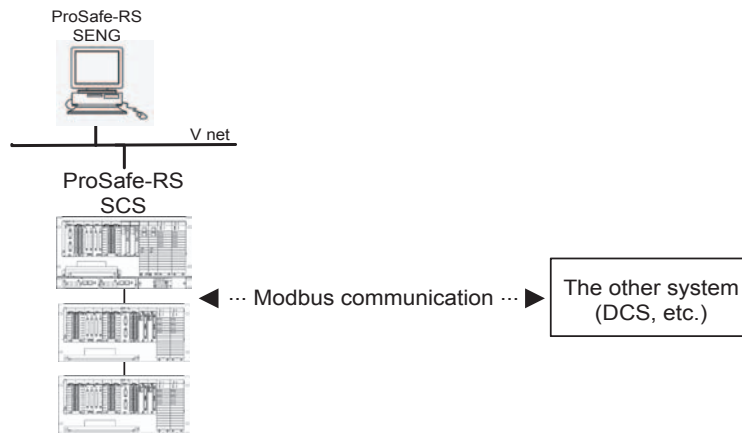 ProSafe-RS
SENG
V net
ProSafe-RS
SCS
◄ ··· Modbus communication ··· ►
The other system
(DCS, etc.)